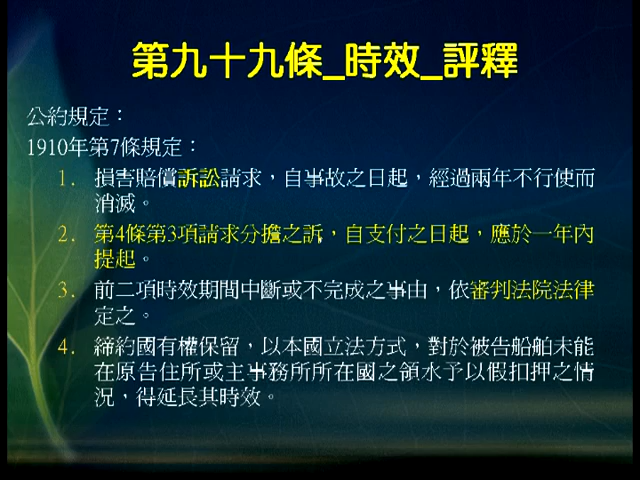 第九十九條_時效_評釋
公約規定：
1910年第7條規定：
1. 損害賠償訴訟請求，自事故之日起，經過兩年不行使而
消滅。
2. 第4條第3項請求分擔之訴，自支付之日起，應於一年內
提起。
3. 前二項時效期間中斷或不完成之事由，依審判法院法律
定之。
4. 締約國有權保留，以本國立法方式，對於被告船舶未能
在原告住所或主事務所所在國之領水予以假扣押之情
況，得延長其時效。